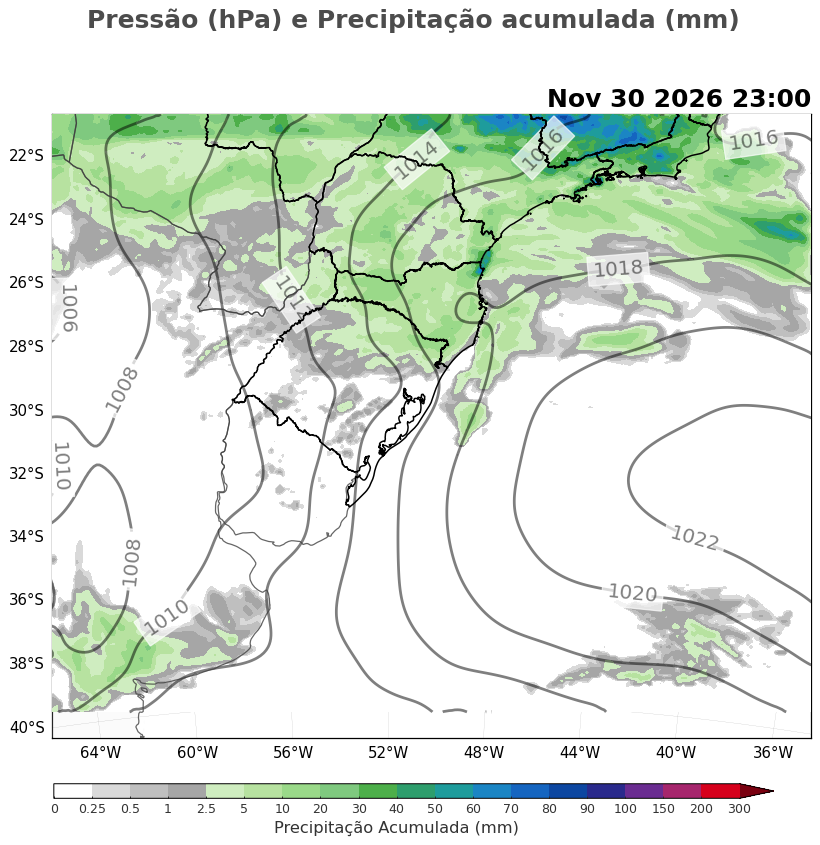 Pressão (hPa) e Precipitação acumulada (mm)
Nov 30 2026 23:00
1014
1016
1016
22°S
24°S
1018
26°S
1006
1012
28°S
1008
30°S
1010
32°S
34°S
1022
1008
1020
36°S
1010
38°S
40°S
64°W 60°W 56°W 52°W 48°W 44°W 40°W 36°W
0 0.25 0.5 1 2.5 5 10 20 30 40 50 60 70 80 90 100 150 200 300
Precipitação Acumulada (mm)